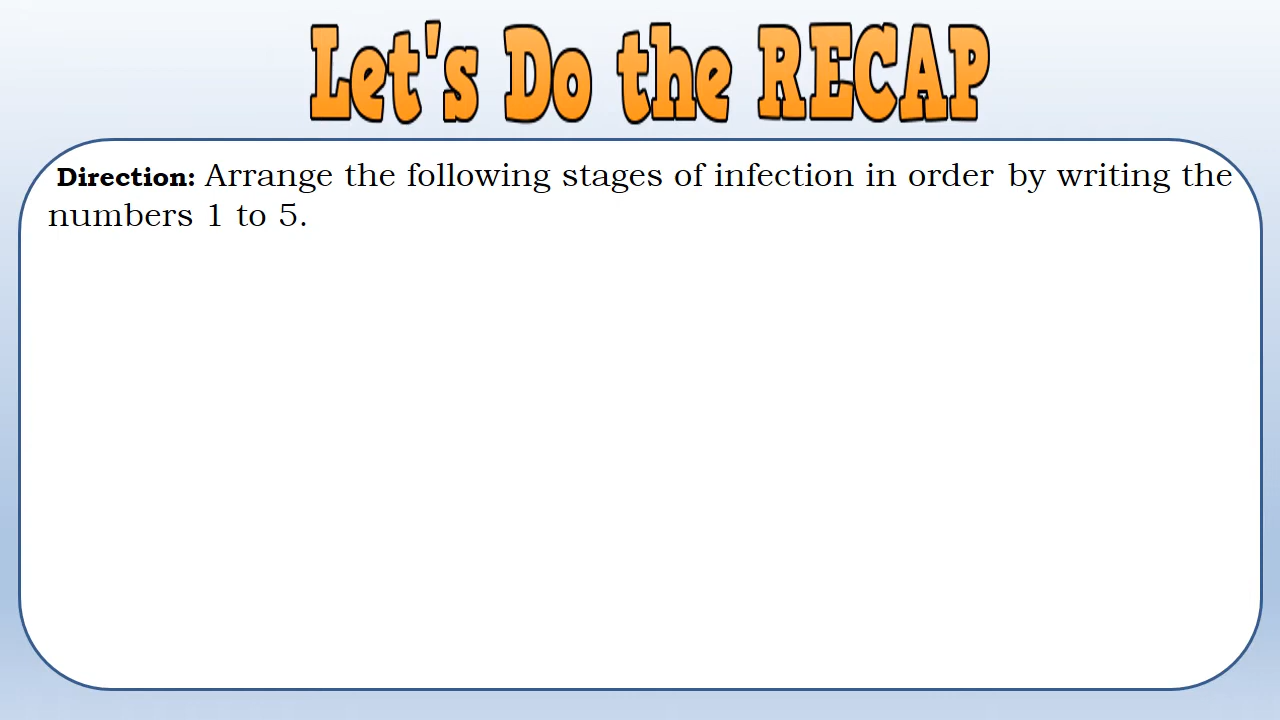 Let's Do the RECAP
Direction: Arrange the following stages of infection in order by writing the
numbers 1 to 5.